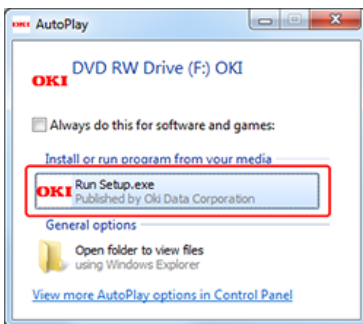 OKI AutoPlay
DVD RW Drive (F:) OKI
OKI
Always do this for software and games:
Install or run program from your media
OKI Run Setup.exe
Published by Oki Data Corporation
General options
Open folder to view files
using Windows Explorer
View more AutoPlay options in Control Panel